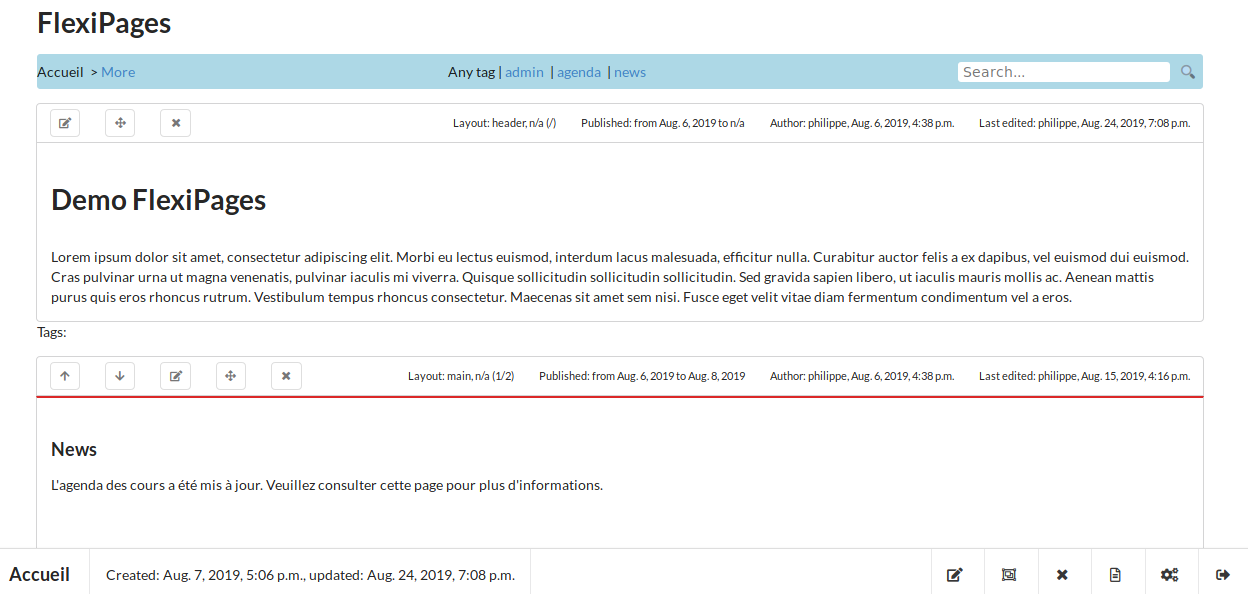 FlexiPages
Accueil > More Any tag | admin | agenda | news Search...
Layout: header, n/a (/) Published: from Aug. 6, 2019 to n/a Author: philippe, Aug. 6, 2019, 4:38 p.m. Last edited: philippe, Aug. 24, 2019, 7:08 p.m.
Demo FlexiPages
Lorem ipsum dolor sit amet, consectetur adipiscing elit. Morbi eu lectus euismod, interdum lacus malesuada, efficitur nulla. Curabitur auctor felis a ex dapibus, vel euismod dui euismod.
Cras pulvinar urna ut magna venenatis, pulvinar iaculis mi viverra. Quisque sollicitudin sollicitudin sollicitudin. Sed gravida sapien libero, ut iaculis mauris mollis ac. Aenean mattis
purus quis eros rhoncus rutrum. Vestibulum tempus rhoncus consectetur. Maecenas sit amet sem nisi. Fusce eget velit vitae diam fermentum condimentum vel a eros.
Tags:
Layout: main, n/a (1/2) Published: from Aug. 6, 2019 to Aug. 8, 2019 Author: philippe, Aug. 6, 2019, 4:38 p.m. Last edited: philippe, Aug. 15, 2019, 4:16 p.m.
News
L'agenda des cours a été mis à jour. Veuillez consulter cette page pour plus d'informations.
Accueil Created: Aug. 7, 2019, 5:06 p.m., updated: Aug. 24, 2019, 7:08 p.m.